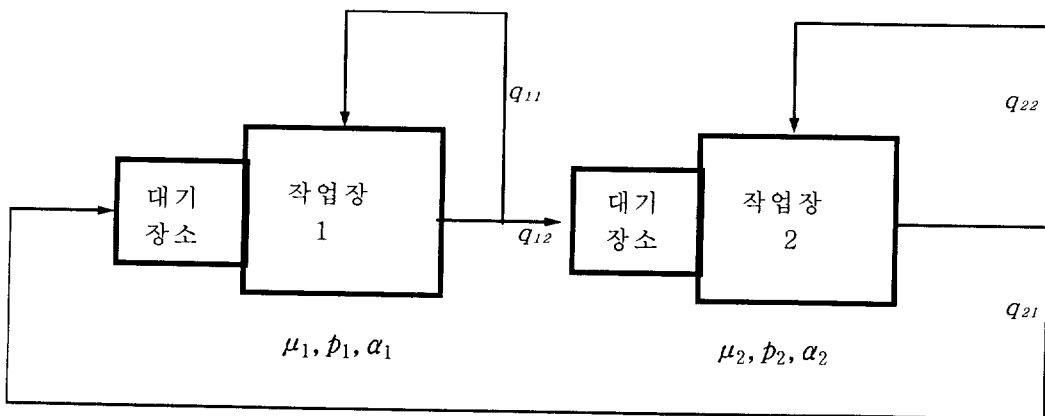 q₁₁
q₂₂
대기
장소
작업장
1
q₁₂
대기
장소
작업장
2
q₂₁
μ₁, p₁, α₁
μ₂, p₂, α₂